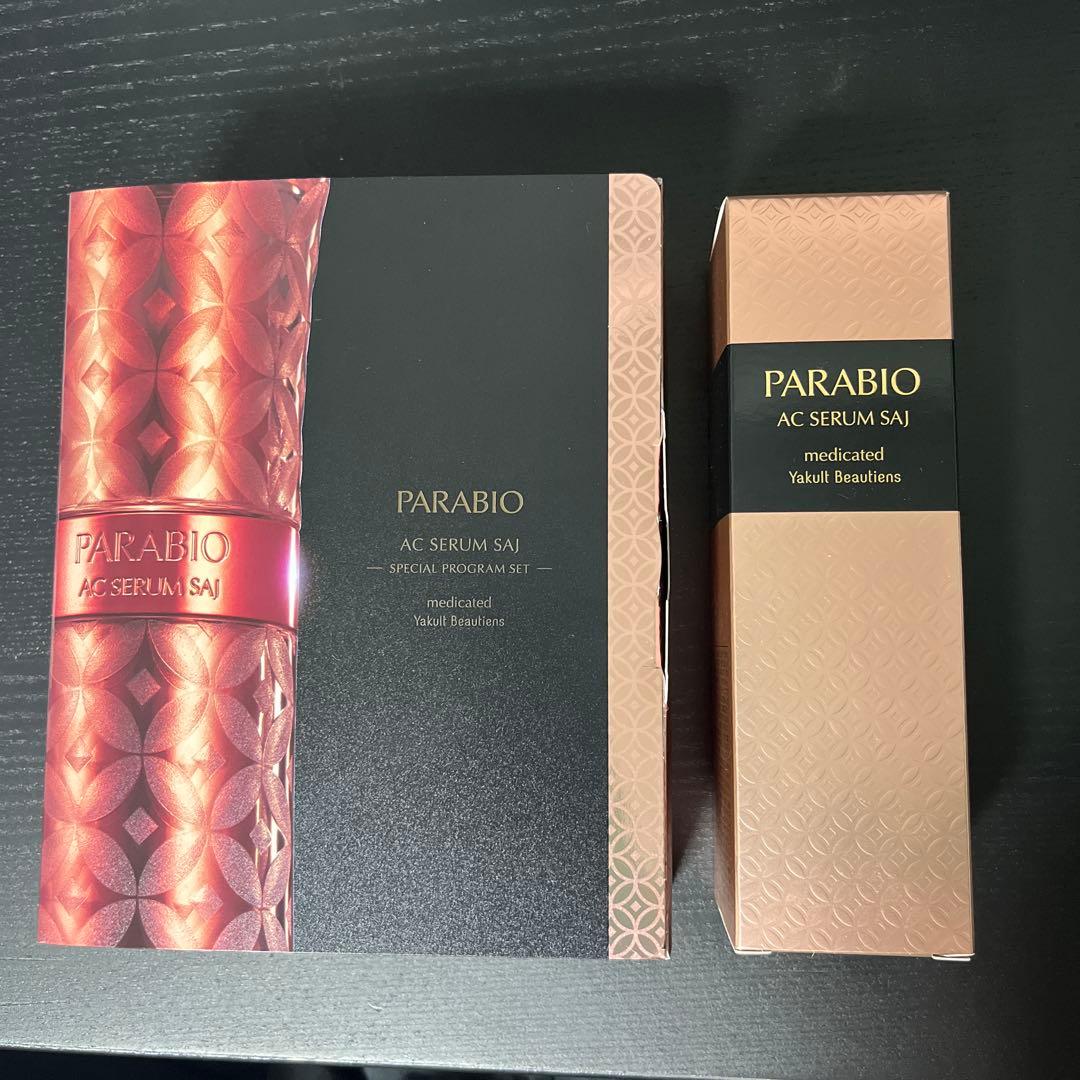 PARABIO
AC SERUM SAJ
PARABIO
AC SERUM SAJ
— SPECIAL PROGRAM SET —
medicated
Yakult Beautiens
PARABIO
AC SERUM SAJ
medicated
Yakult Beautiens